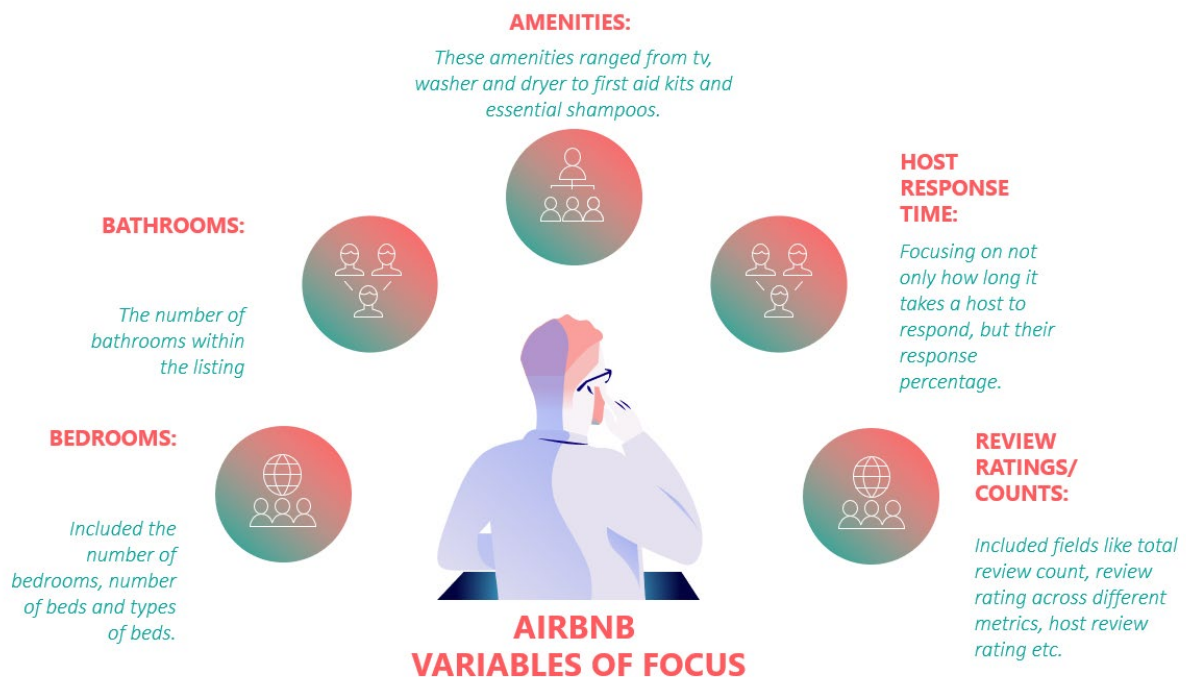 AMENITIES:
These amenities ranged from tv,
washer and dryer to first aid kits and
essential shampoos.
BATHROOMS:
The number of
bathrooms within
the listing
HOST
RESPONSE
TIME:
Focusing on not
only how long it
takes a host to
respond, but their
response
percentage.
BEDROOMS:
Included the
number of
bedrooms, number
of beds and types
of beds.
REVIEW
RATINGS/
COUNTS:
Included fields like total
review count, review
rating across different
metrics, host review
rating etc.
AIRBNB
VARIABLES OF FOCUS